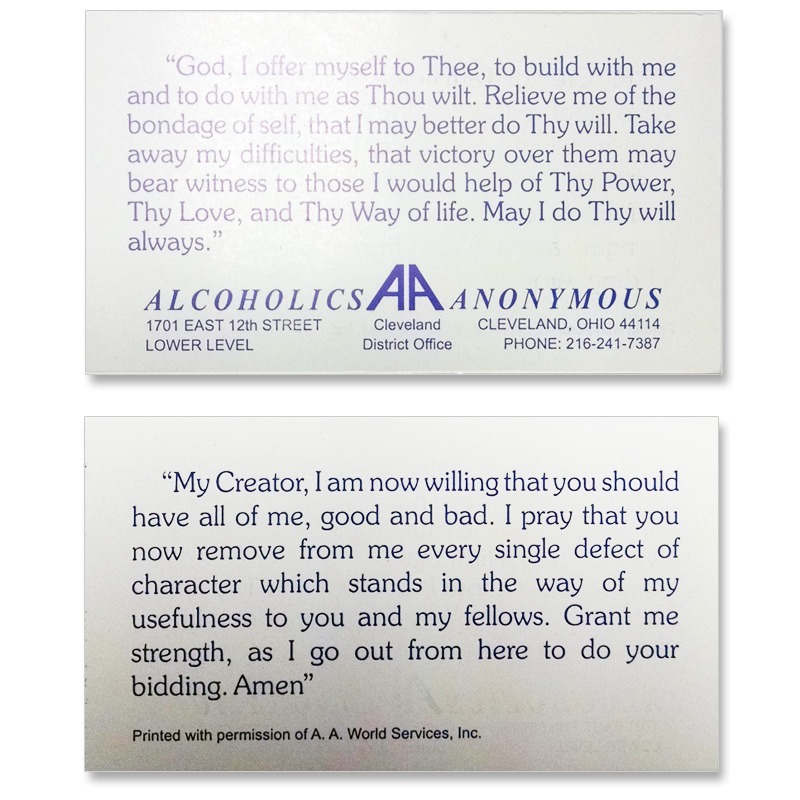 “God, I offer myself to Thee, to build with me
and to do with me as Thou wilt. Relieve me of the
bondage of self, that I may better do Thy will. Take
away my difficulties, that victory over them may
bear witness to those I would help of Thy Power,
Thy Love, and Thy Way of life. May I do Thy will
always.”
ALCOHOLICS AA ANONYMOUS
1701 EAST 12th STREET Cleveland CLEVELAND, OHIO 44114
LOWER LEVEL District Office PHONE: 216-241-7387
“My Creator, I am now willing that you should
have all of me, good and bad. I pray that you
now remove from me every single defect of
character which stands in the way of my
usefulness to you and my fellows. Grant me
strength, as I go out from here to do your
bidding. Amen”
Printed with permission of A. A. World Services, Inc.